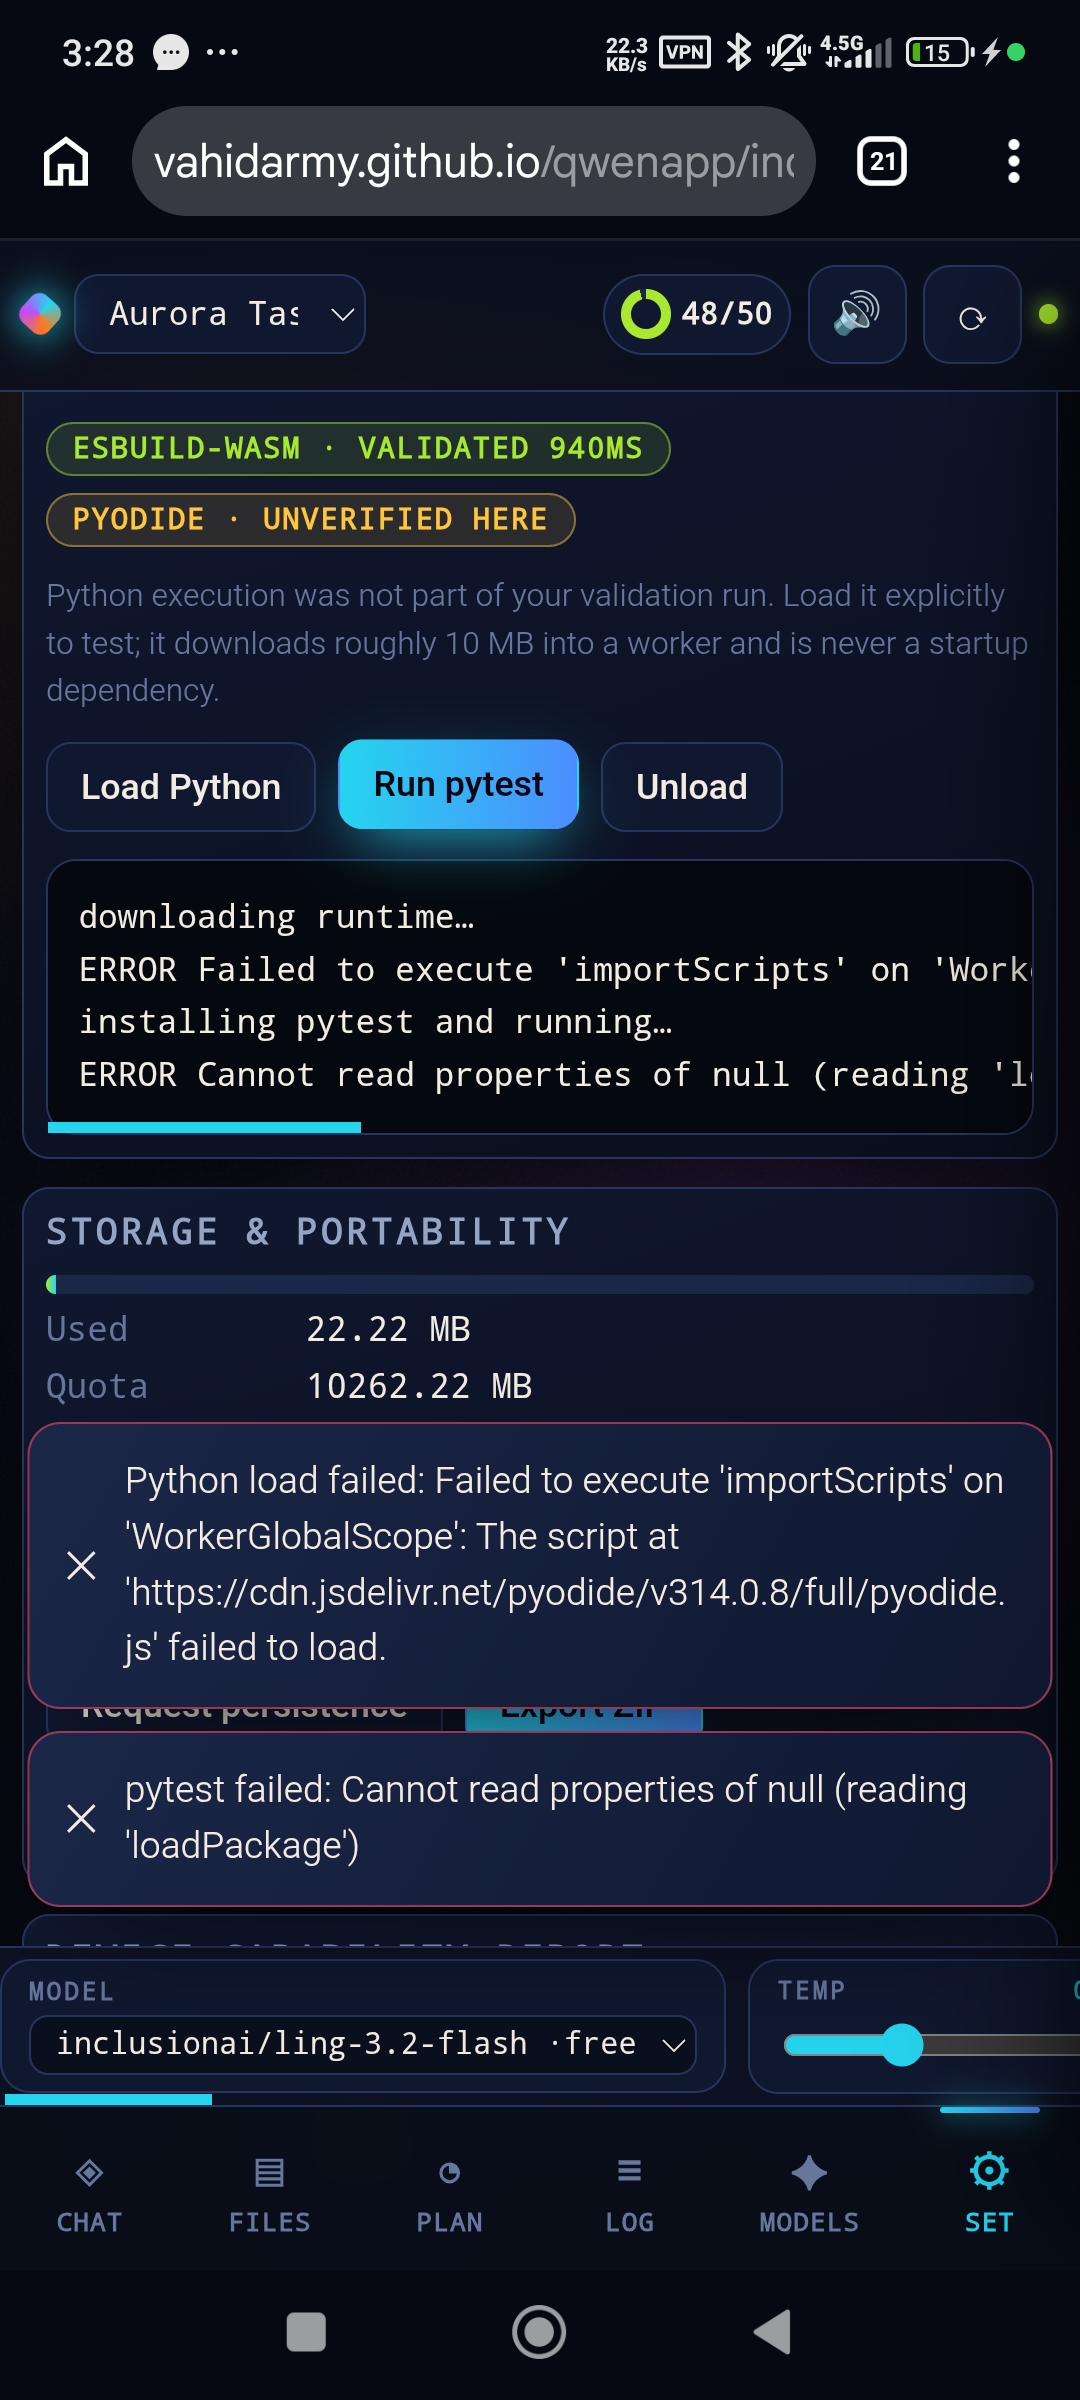 3:28
22.3 KB/s VPN 4.5G 15
vahidarmy.github.io/qwenapp/inc
21
Aurora Tas
48/50
ESBUILD-WASM · VALIDATED 940MS
PYODIDE · UNVERIFIED HERE
Python execution was not part of your validation run. Load it explicitly
to test; it downloads roughly 10 MB into a worker and is never a startup
dependency.
Load Python Run pytest Unload
downloading runtime…
ERROR Failed to execute 'importScripts' on 'Work
installing pytest and running…
ERROR Cannot read properties of null (reading 'l
STORAGE & PORTABILITY
Used 22.22 MB
Quota 10262.22 MB
Python load failed: Failed to execute 'importScripts' on
'WorkerGlobalScope': The script at
'https://cdn.jsdelivr.net/pyodide/v314.0.8/full/pyodide.
js' failed to load.
Request persistence Export ZIP
pytest failed: Cannot read properties of null (reading
'loadPackage')
MODEL
inclusionai/ling-3.2-flash ·free
TEMP
CHAT FILES PLAN LOG MODELS SET